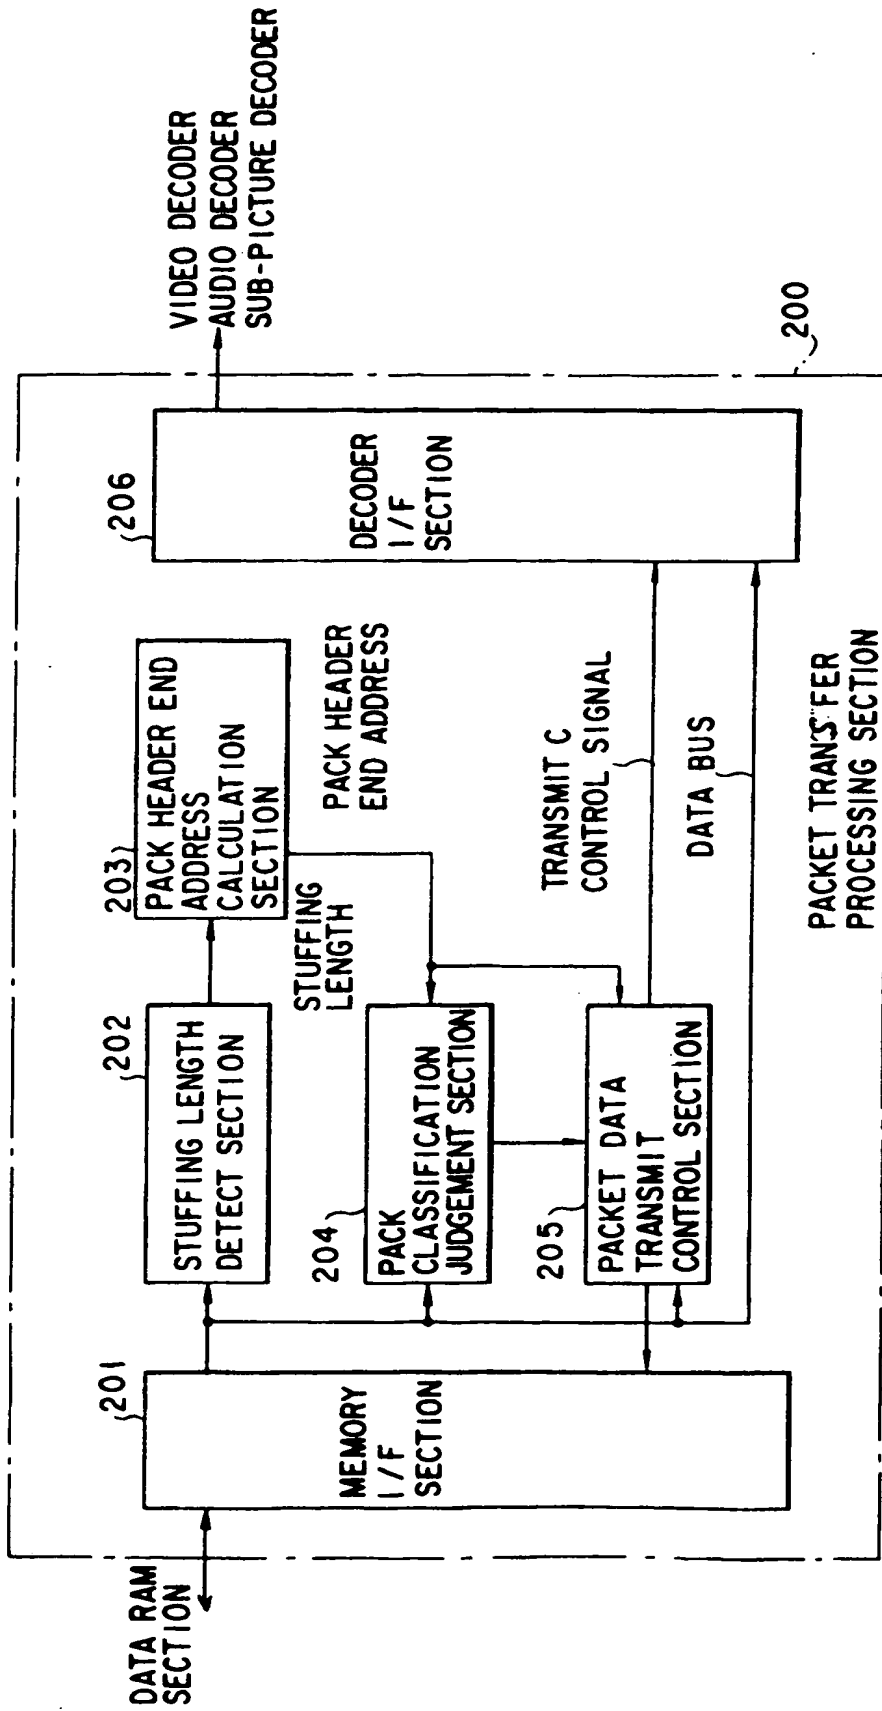 DATA RAM
SECTION
201
MEMORY
I/F
SECTION
202
STUFFING LENGTH
DETECT SECTION
203
PACK HEADER END
ADDRESS
CALCULATION
SECTION
STUFFING
LENGTH
PACK HEADER
END ADDRESS
204
PACK
CLASSIFICATION
JUDGEMENT SECTION
205
PACKET DATA
TRANSMIT
CONTROL SECTION
TRANSMIT C
CONTROL SIGNAL
DATA BUS
206
DECODER
I/F
SECTION
VIDEO DECODER
AUDIO DECODER
SUB-PICTURE DECODER
200
PACKET TRANSFER
PROCESSING SECTION